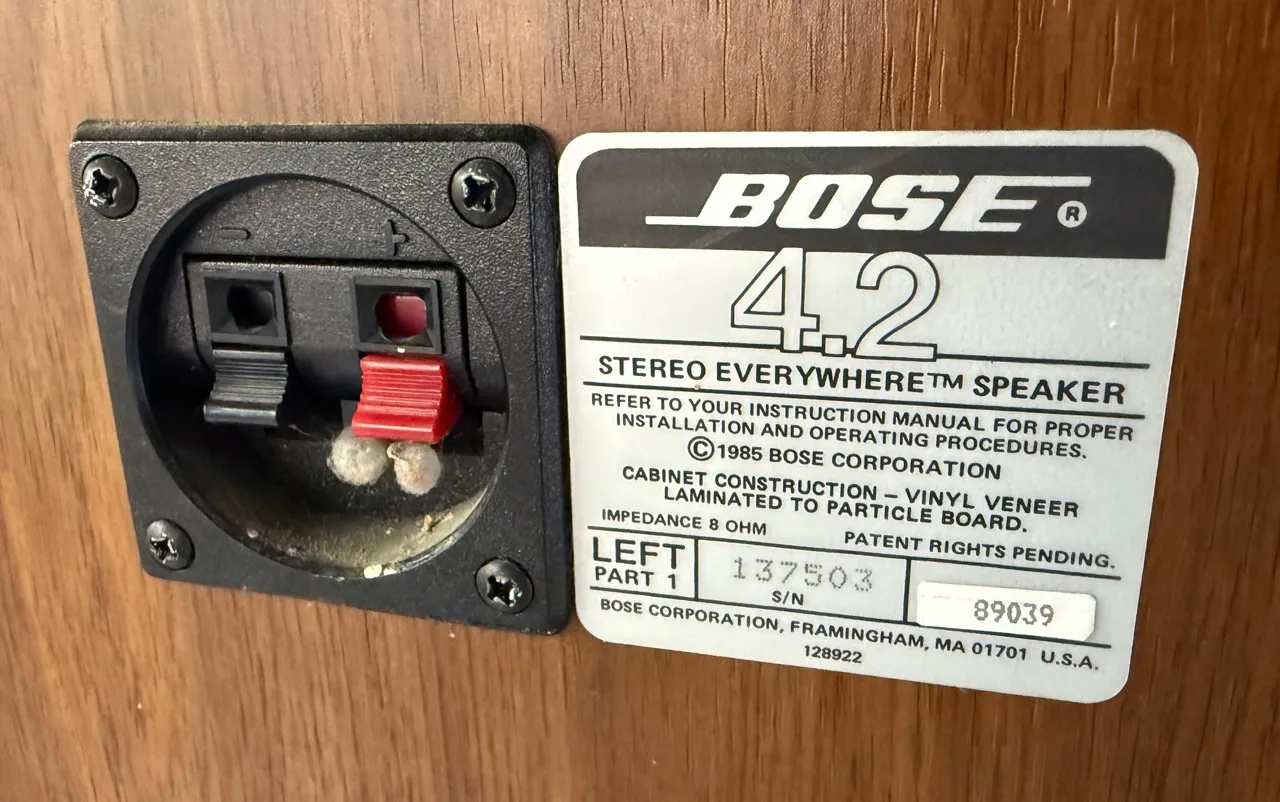 - +
BOSE ®
4.2
STEREO EVERYWHERE™ SPEAKER
REFER TO YOUR INSTRUCTION MANUAL FOR PROPER
INSTALLATION AND OPERATING PROCEDURES.
©1985 BOSE CORPORATION
CABINET CONSTRUCTION – VINYL VENEER
LAMINATED TO PARTICLE BOARD.
IMPEDANCE 8 OHM
PATENT RIGHTS PENDING.
LEFT
PART 1
137503
S/N
89039
BOSE CORPORATION, FRAMINGHAM, MA 01701 U.S.A.
128922